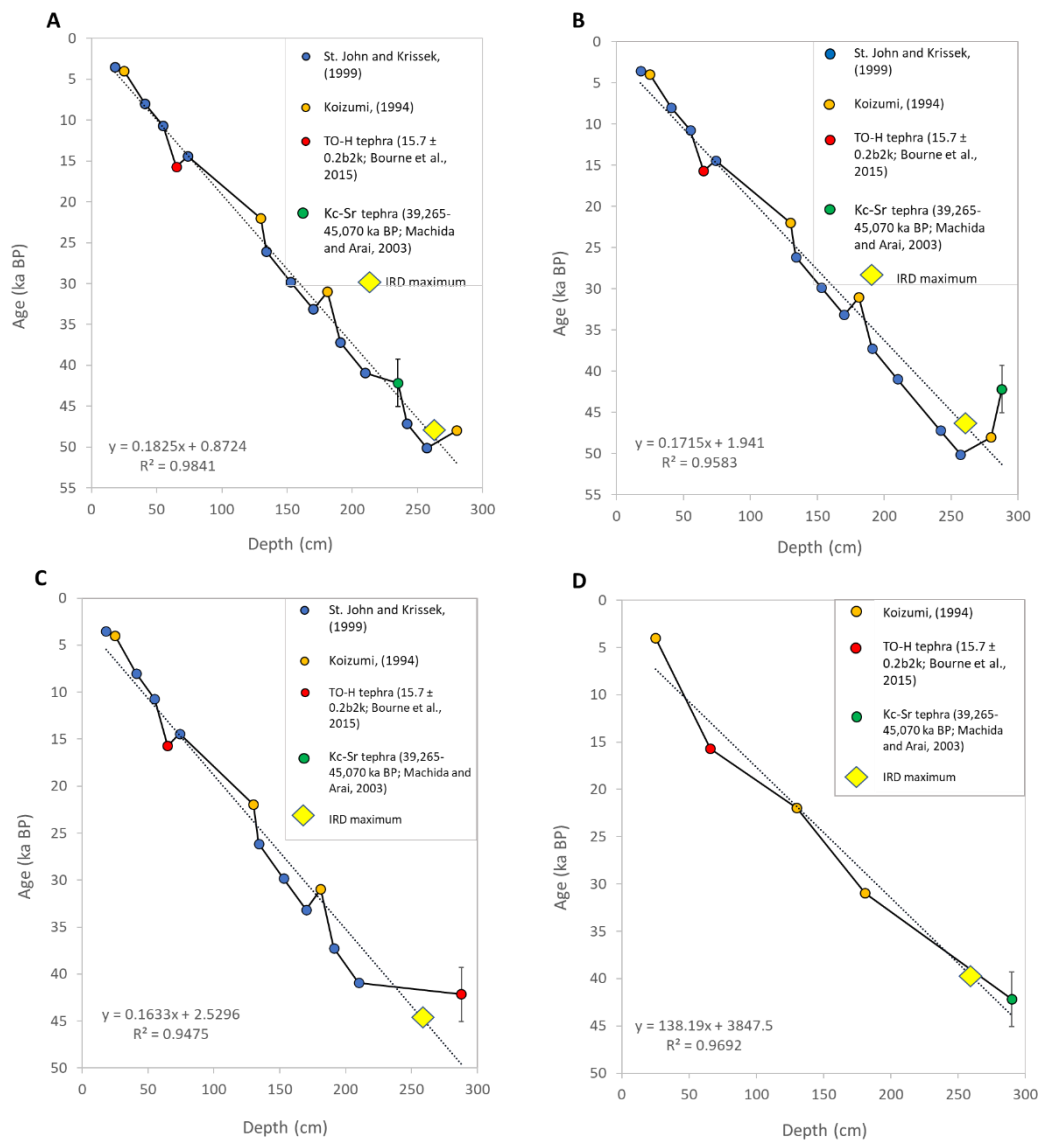 A
0
5
10
15
20
25
30
35
40
45
50
55
Age (ka BP)
St. John and Krissek,
(1999)
Koizumi, (1994)
TO-H tephra (15.7 ±
0.2b2k; Bourne et al.,
2015)
Kc-Sr tephra (39,265-
45,070 ka BP; Machida
and Arai, 2003)
IRD maximum
y = 0.1825x + 0.8724
R² = 0.9841
0 50 100 150 200 250 300
Depth (cm)
B
0
5
10
15
20
25
30
35
40
45
50
55
Age (ka BP)
St. John and Krissek,
(1999)
Koizumi, (1994)
TO-H tephra (15.7 ±
0.2b2k; Bourne et al.,
2015)
Kc-Sr tephra (39,265-
45,070 ka BP; Machida
and Arai, 2003)
IRD maximum
y = 0.1715x + 1.941
R² = 0.9583
0 50 100 150 200 250 300
Depth (cm)
C
0
5
10
15
20
25
30
35
40
45
50
Age (ka BP)
St. John and Krissek,
(1999)
Koizumi, (1994)
TO-H tephra (15.7 ±
0.2b2k; Bourne et al.,
2015)
Kc-Sr tephra (39,265-
45,070 ka BP; Machida and
Arai, 2003)
IRD maximum
y = 0.1633x + 2.5296
R² = 0.9475
0 50 100 150 200 250 300
Depth (cm)
D
0
5
10
15
20
25
30
35
40
45
50
Age (ka BP)
Koizumi, (1994)
TO-H tephra (15.7 ±
0.2b2k; Bourne et al.,
2015)
Kc-Sr tephra (39,265-
45,070 ka BP; Machida
and Arai, 2003)
IRD maximum
y = 138.19x + 3847.5
R² = 0.9692
0 50 100 150 200 250 300
Depth (cm)